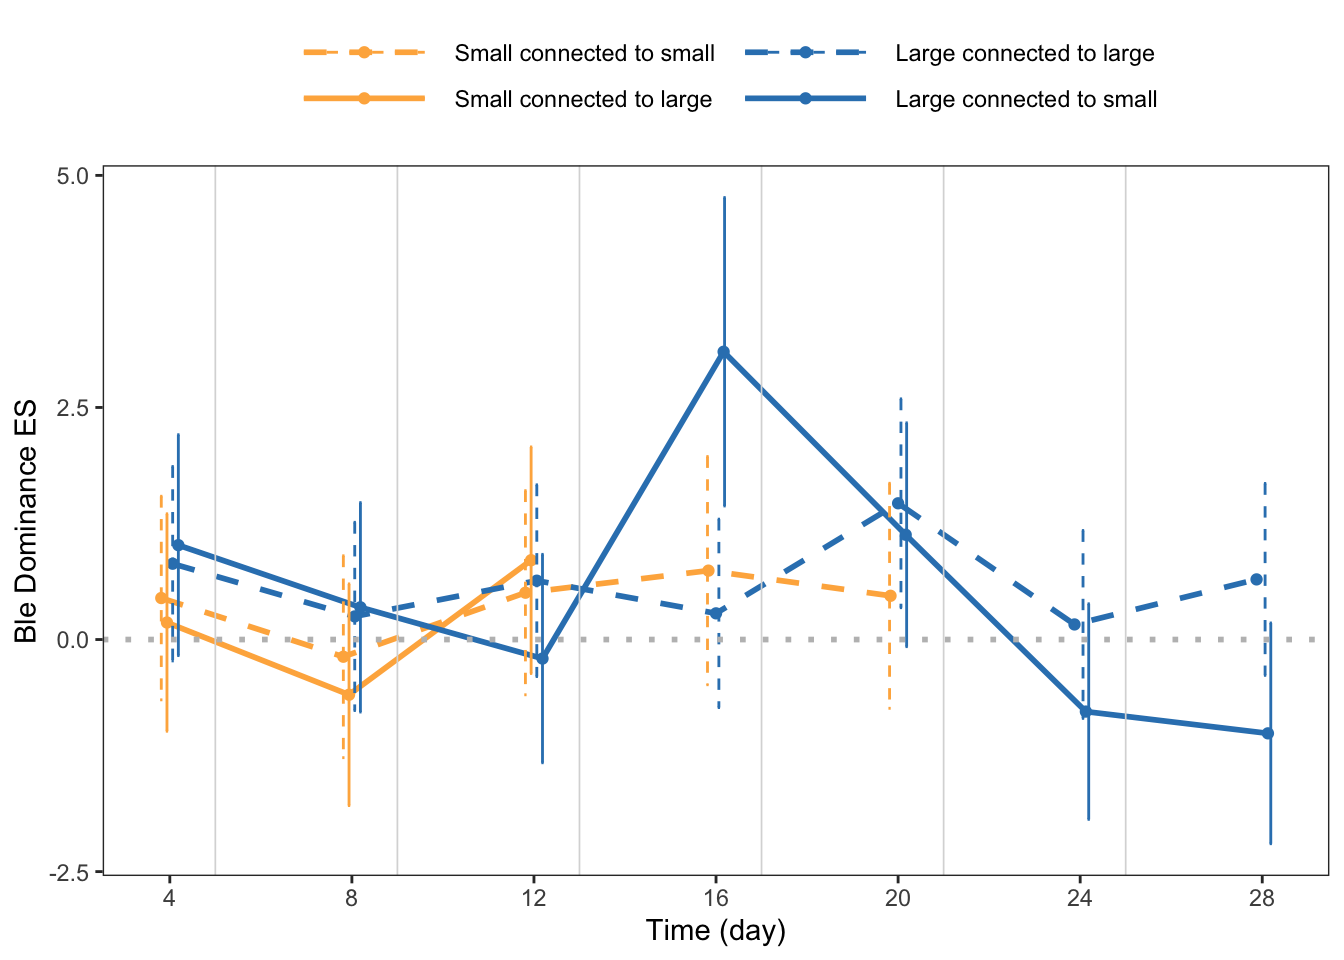 Small connected to small
Large connected to large
Small connected to large
Large connected to small
5.0
2.5
0.0
-2.5
Ble Dominance ES
4
8
12
16
20
24
28
Time (day)